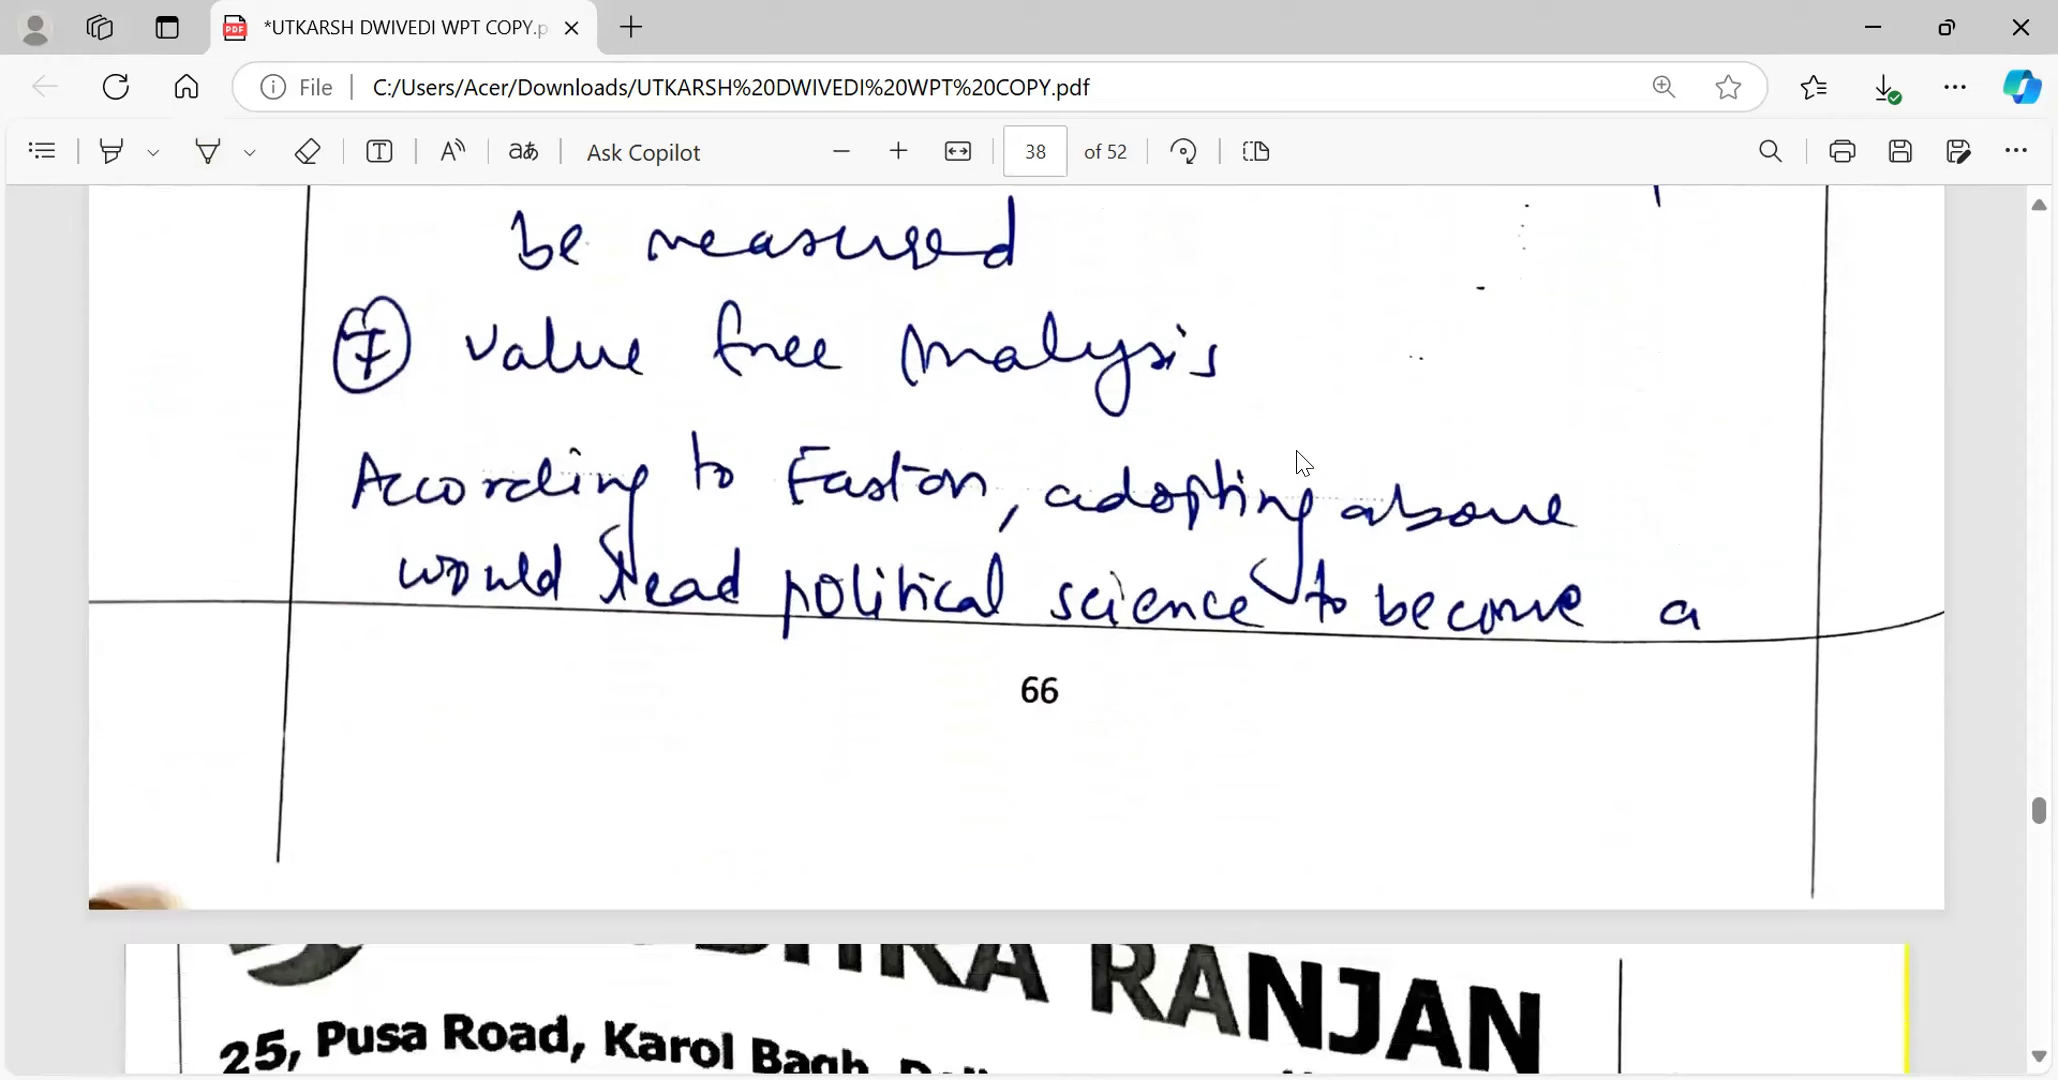 *UTKARSH DWIVEDI WPT COPY.p
File
C:/Users/Acer/Downloads/UTKARSH%20DWIVEDI%20WPT%20COPY.pdf
Ask Copilot
38 of 52
be measured
⑦ value free Analysis
According to Easton, adopting above
would lead political science to become a
66
RANJAN
25, Pusa Road, Karol Bagh,